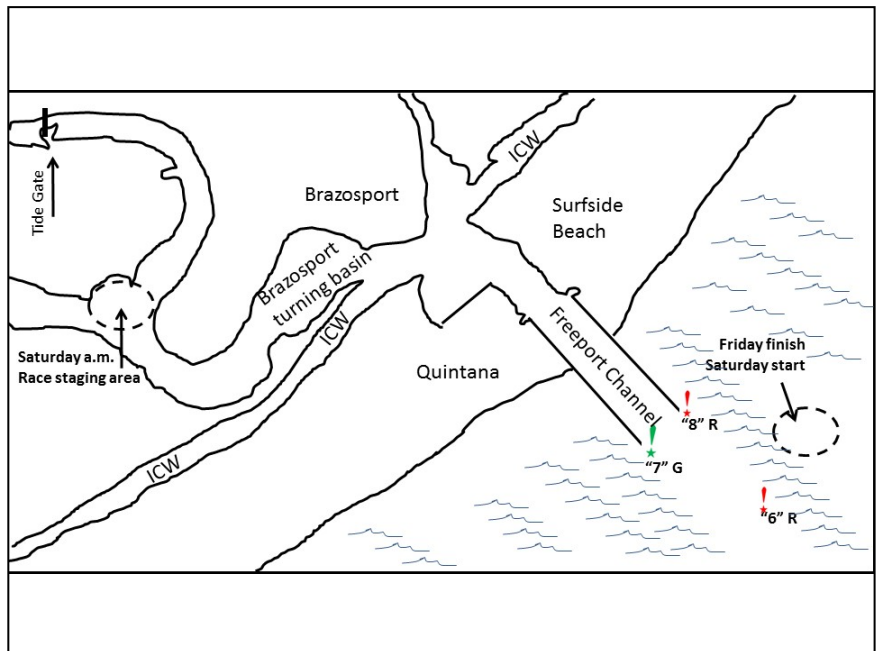 ICW
Tide Gate
Brazosport
Surfside
Beach
Brazosport
turning basin
ICW
Saturday a.m.
Race staging area
Quintana
Freeport Channel
Friday finish
Saturday start
"8" R
"7" G
"6" R
ICW